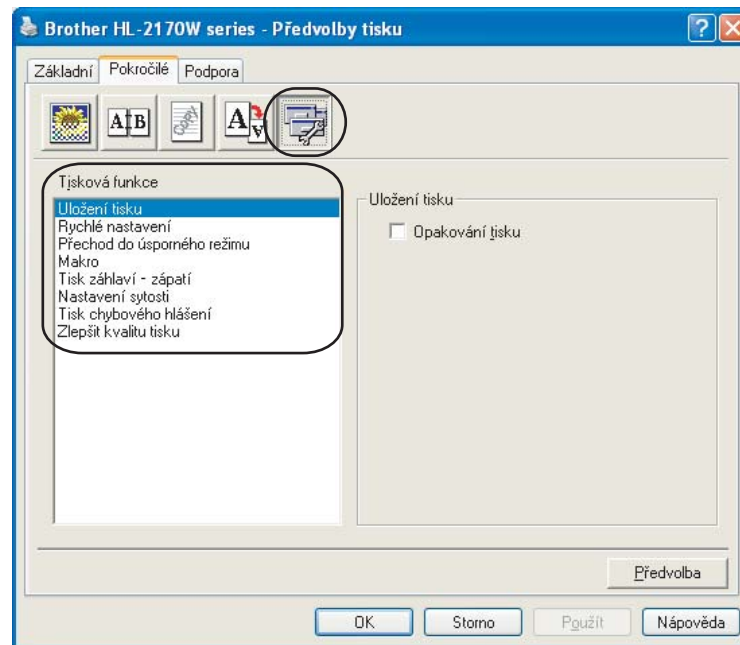 Brother HL-2170W series - Předvolby tisku
Základní Pokročilé Podpora
A B copy A A
Tisková funkce
Uložení tisku
Rychlé nastavení
Přechod do úsporného režimu
Makro
Tisk záhlaví - zápatí
Nastavení sytosti
Tisk chybového hlášení
Zlepšit kvalitu tisku
Uložení tisku
Opakování tisku
Předvolba
OK Storno Použít Nápověda